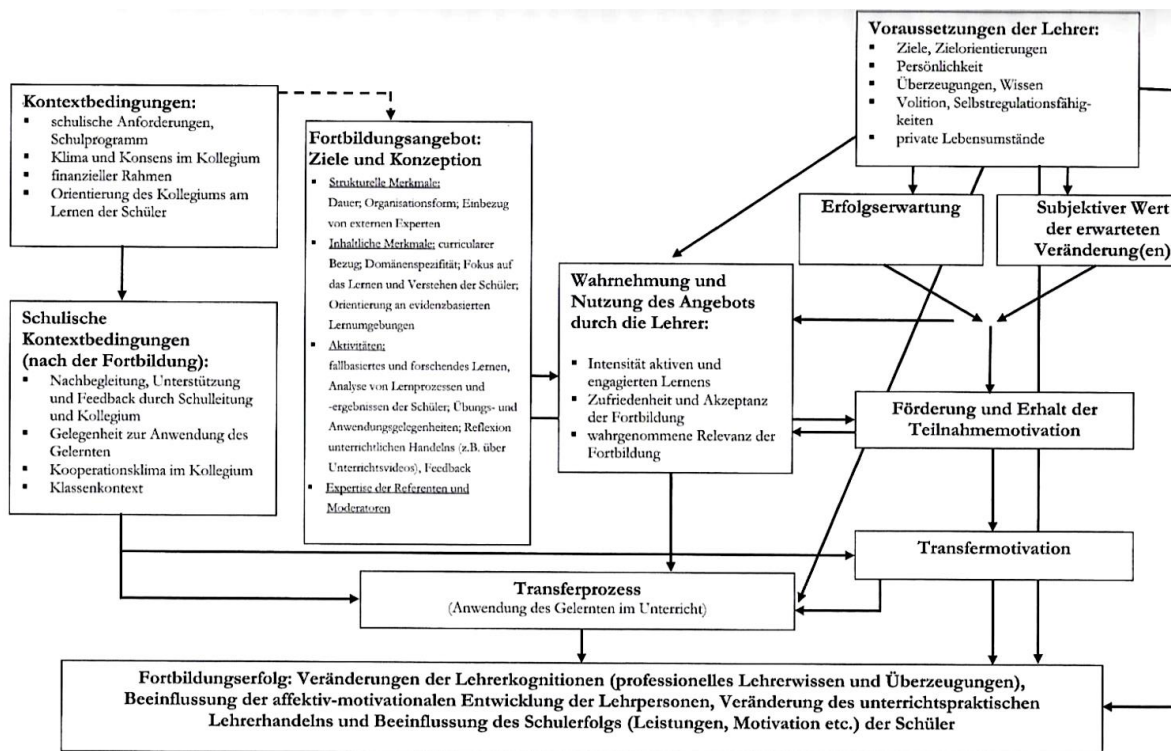 Voraussetzungen der Lehrer:
▪ Ziele, Zielorientierungen
▪ Persönlichkeit
▪ Überzeugungen, Wissen
▪ Volition, Selbstregulationsfähig-
keiten
▪ private Lebensumstände
Kontextbedingungen:
▪ schulische Anforderungen,
Schulprogramm
▪ Klima und Konsens im Kollegium
▪ finanzieller Rahmen
▪ Orientierung des Kollegiums am
Lernen der Schüler
Fortbildungsangebot:
Ziele und Konzeption
▪ Strukturelle Merkmale:
Dauer; Organisationsform; Einbezug
von externen Experten
▪ Inhaltliche Merkmale: curricularer
Bezug; Domänenspezifität; Fokus auf
das Lernen und Verstehen der Schüler;
Orientierung an evidenzbasierten
Lernumgebungen
▪ Aktivitäten:
fallbasiertes und forschendes Lernen,
Analyse von Lernprozessen und
-ergebnissen der Schüler; Übungs- und
Anwendungsgelegenheiten; Reflexion
unterrichtlichen Handelns (z.B. über
Unterrichtsvideos), Feedback
▪ Expertise der Referenten und
Moderatoren
Erfolgserwartung
Subjektiver Wert
der erwarteten
Veränderung(en)
Wahrnehmung und
Nutzung des Angebots
durch die Lehrer:
▪ Intensität aktiven und
engagierten Lernens
▪ Zufriedenheit und Akzeptanz
der Fortbildung
▪ wahrgenommene Relevanz der
Fortbildung
Schulische
Kontextbedingungen
(nach der Fortbildung):
▪ Nachbegleitung, Unterstützung
und Feedback durch Schulleitung
und Kollegium
▪ Gelegenheit zur Anwendung des
Gelernten
▪ Kooperationsklima im Kollegium
▪ Klassenkontext
Förderung und Erhalt der
Teilnahmemotivation
Transfermotivation
Transferprozess
(Anwendung des Gelernten im Unterricht)
Fortbildungserfolg: Veränderungen der Lehrerkognitionen (professionelles Lehrerwissen und Überzeugungen),
Beeinflussung der affektiv-motivationalen Entwicklung der Lehrpersonen, Veränderung des unterrichtspraktischen
Lehrerhandelns und Beeinflussung des Schulerfolgs (Leistungen, Motivation etc.) der Schüler